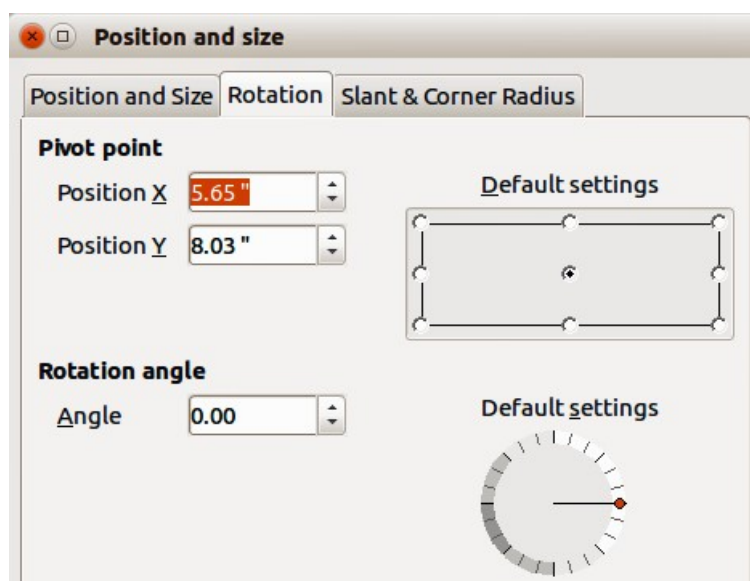 Position and size
Position and Size Rotation Slant & Corner Radius
Pivot point
Position X 5.65 "
Default settings
Position Y 8.03 "
Rotation angle
Angle 0.00
Default settings